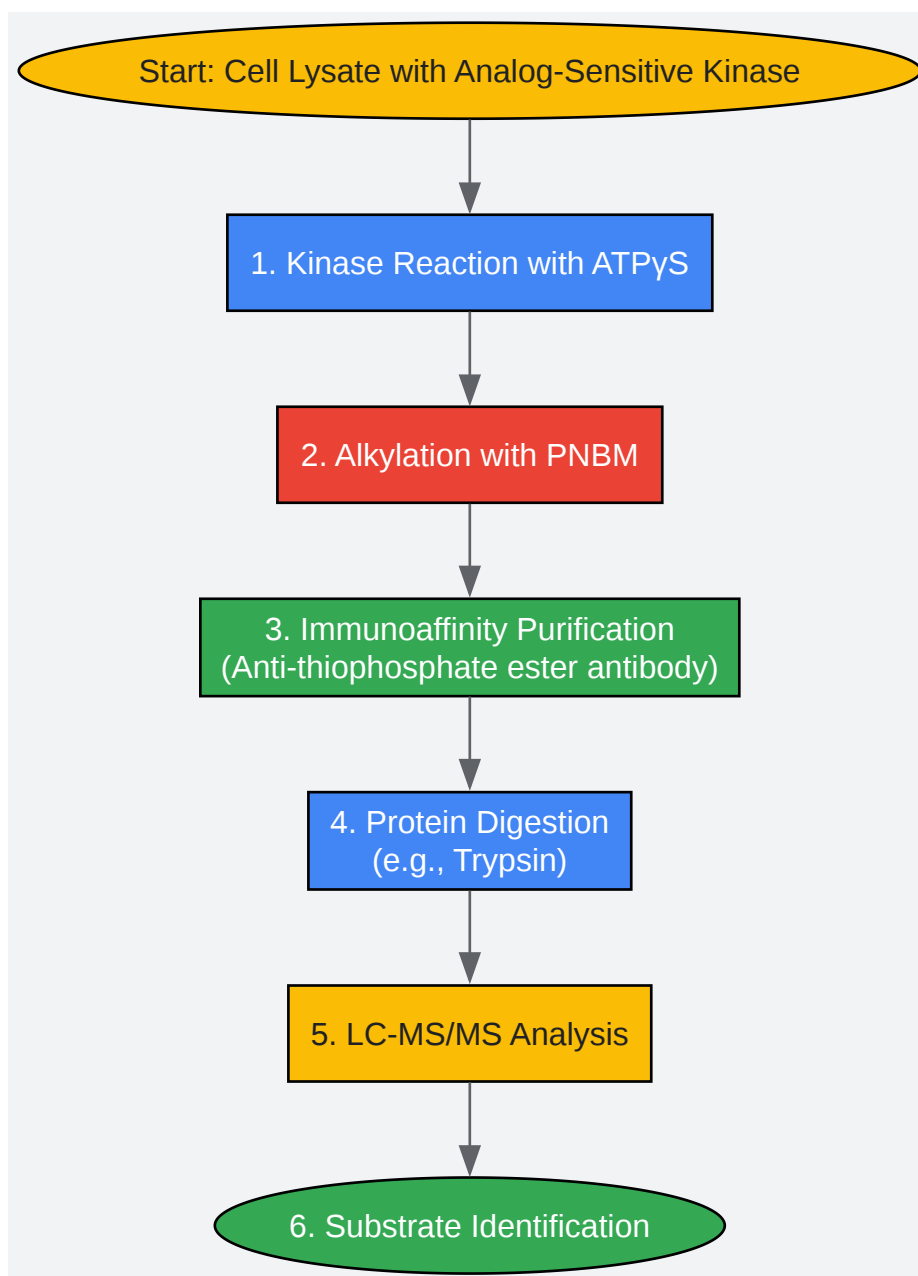 Start: Cell Lysate with Analog-Sensitive Kinase
1. Kinase Reaction with ATPγS
2. Alkylation with PNBM
3. Immunoaffinity Purification
(Anti-thiophosphate ester antibody)
4. Protein Digestion
(e.g., Trypsin)
5. LC-MS/MS Analysis
6. Substrate Identification